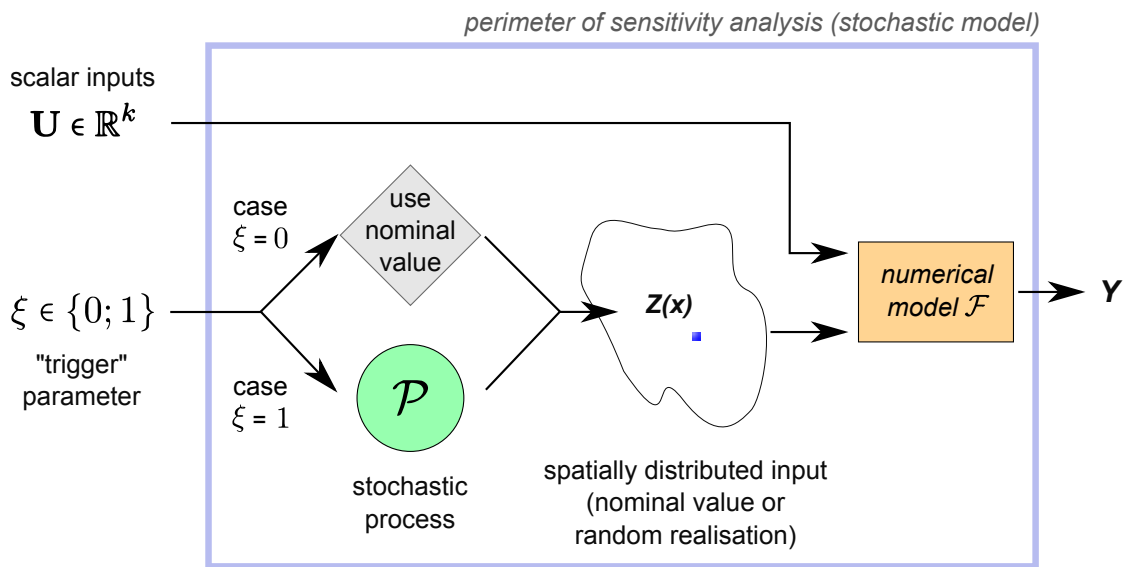 perimeter of sensitivity analysis (stochastic model)
scalar inputs
U ∈ ℝ^k
case
ξ = 0
use
nominal
value
ξ ∈ {0; 1}
"trigger"
parameter
case
ξ = 1
𝒫
stochastic
process
Z(x)
spatially distributed input
(nominal value or
random realisation)
numerical
model ℱ
Y